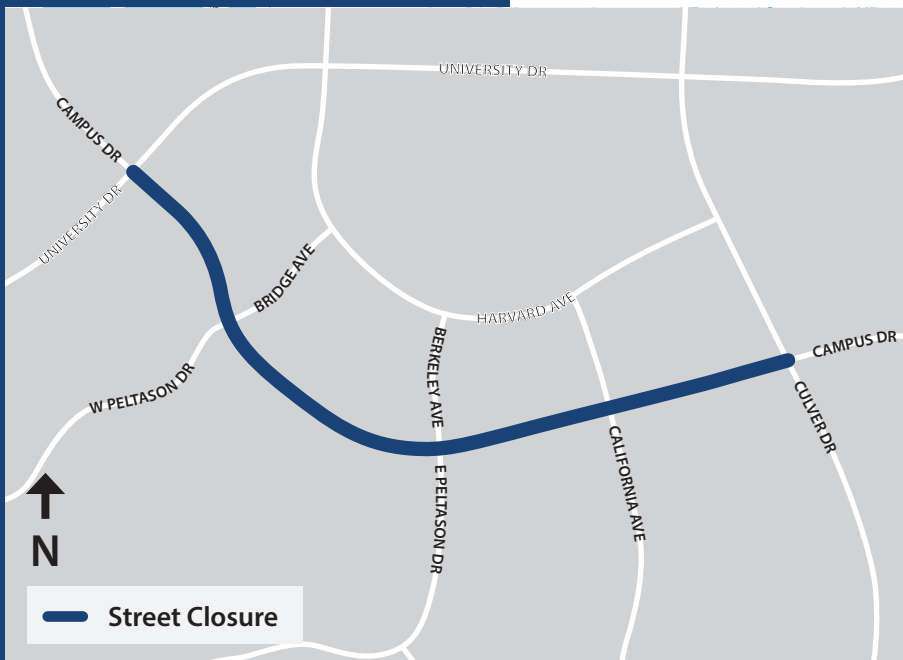 UNIVERSITY DR
CAMPUS DR
UNIVERSITY DR
BRIDGE AVE
HARVARD AVE
BERKELEY AVE
CAMPUS DR
W PELTASON DR
CULVER DR
CALIFORNIA AVE
E PELTASON DR
N
Street Closure